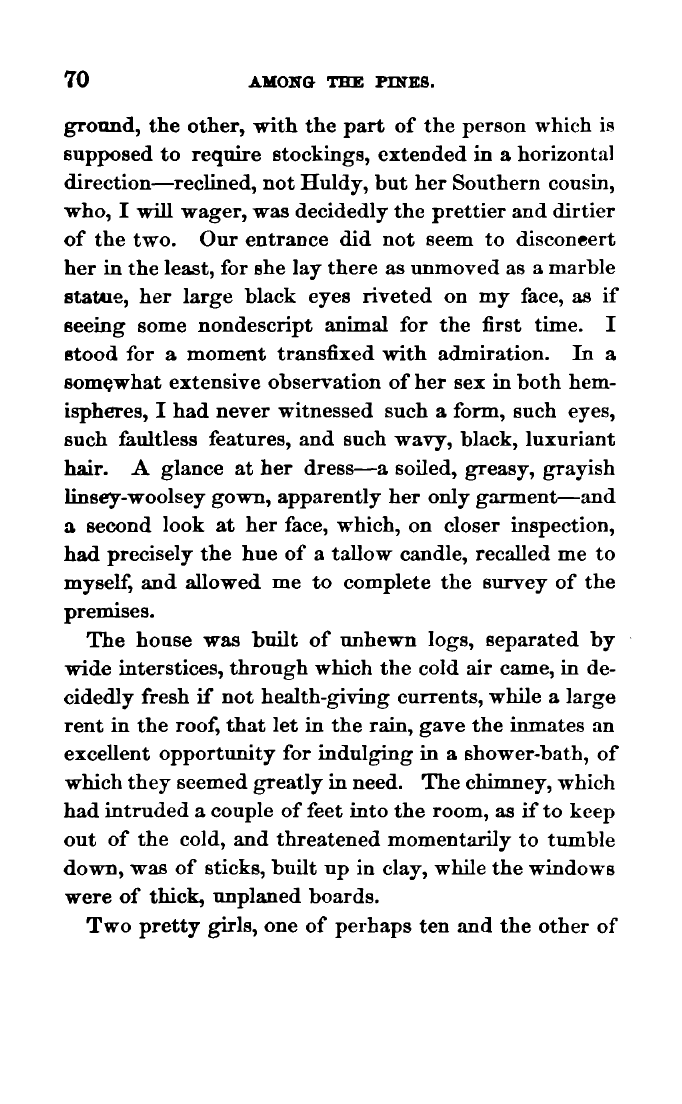 70 AMONG THE PINES.
ground, the other, with the part of the person which is
supposed to require stockings, extended in a horizontal
direction—reclined, not Huldy, but her Southern cousin,
who, I will wager, was decidedly the prettier and dirtier
of the two. Our entrance did not seem to disconcert
her in the least, for she lay there as unmoved as a marble
statue, her large black eyes riveted on my face, as if
seeing some nondescript animal for the first time. I
stood for a moment transfixed with admiration. In a
somewhat extensive observation of her sex in both hem-
ispheres, I had never witnessed such a form, such eyes,
such faultless features, and such wavy, black, luxuriant
hair. A glance at her dress—a soiled, greasy, grayish
linsey-woolsey gown, apparently her only garment—and
a second look at her face, which, on closer inspection,
had precisely the hue of a tallow candle, recalled me to
myself, and allowed me to complete the survey of the
premises.
The house was built of unhewn logs, separated by
wide interstices, through which the cold air came, in de-
cidedly fresh if not health-giving currents, while a large
rent in the roof, that let in the rain, gave the inmates an
excellent opportunity for indulging in a shower-bath, of
which they seemed greatly in need. The chimney, which
had intruded a couple of feet into the room, as if to keep
out of the cold, and threatened momentarily to tumble
down, was of sticks, built up in clay, while the windows
were of thick, unplaned boards.
Two pretty girls, one of perhaps ten and the other of